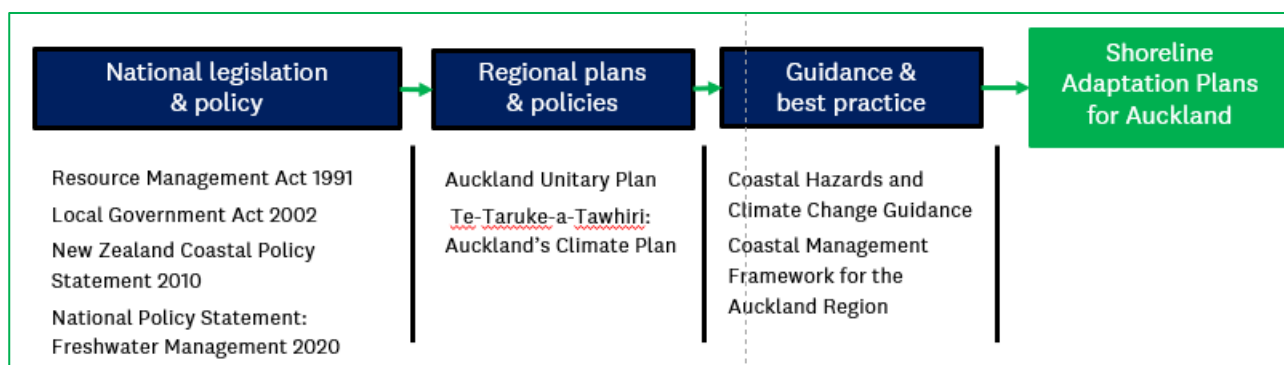 National legislation
& policy
Regional plans
& policies
Guidance &
best practice
Shoreline
Adaptation Plans
for Auckland
Resource Management Act 1991
Local Government Act 2002
New Zealand Coastal Policy
Statement 2010
National Policy Statement:
Freshwater Management 2020
Auckland Unitary Plan
Te-Taruke-a-Tawhiri:
Auckland’s Climate Plan
Coastal Hazards and
Climate Change Guidance
Coastal Management
Framework for the
Auckland Region